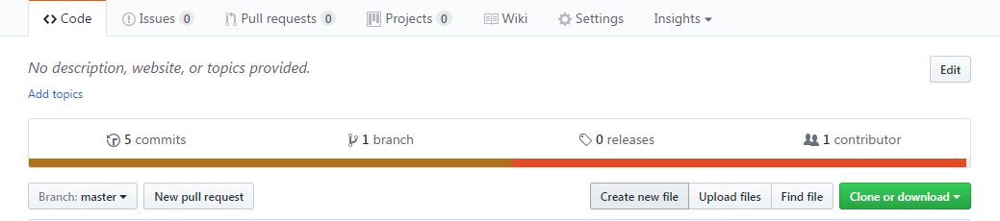 Code Issues 0 Pull requests 0 Projects 0 Wiki Settings Insights
No description, website, or topics provided. Edit
Add topics
5 commits 1 branch 0 releases 1 contributor
Branch: master New pull request Create new file Upload files Find file Clone or download